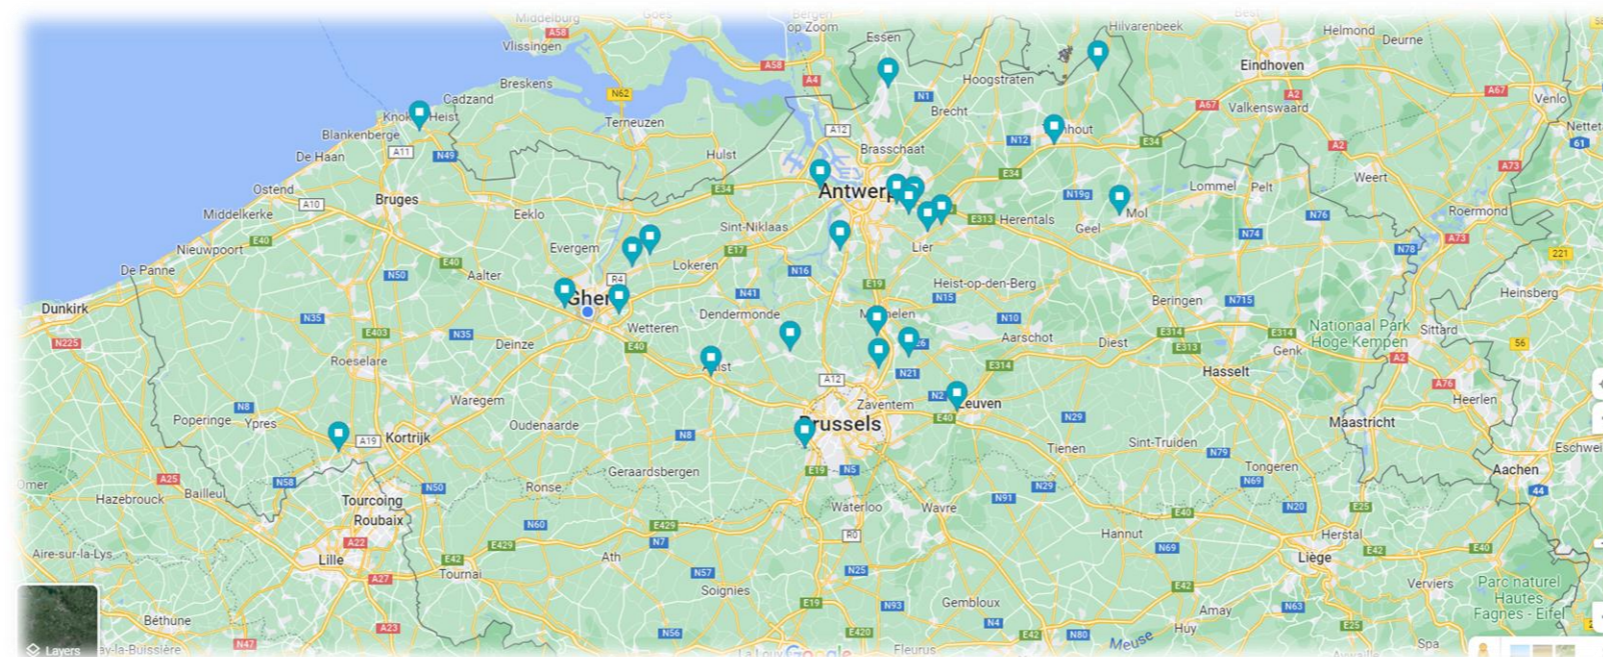 Middelburg
Goes
Bergen
op Zoom
Hilvarenbeek
Best
Helmond
Deurne
A58
Vlissingen
Essen
Eindhoven
A58
A4
Hoogstraten
Breskens
N62
N1
A67
A2
A67
Venlo
Cadzand
Brecht
Valkenswaard
Knokke-Heist
Terneuzen
A12
N12
Blankenberge
A11
N49
Hulst
Brasschaat
E34
A2
61
De Haan
A73
Ostend
A10
Bruges
E34
E34
N19g
Lommel
Pelt
Weert
Middelkerke
Eeklo
Antwerp
E313
Herentals
Mol
N76
Roermond
Sint-Niklaas
Geel
Nieuwpoort
E40
Evergem
E17
Lier
N74
N78
A73
221
De Panne
N50
E40
Aalter
R4
Lokeren
N16
E19
Heist-op-den-Berg
Ghent
N41
N15
Beringen
N715
Heinsberg
Dunkirk
N35
Wetteren
Dendermonde
N10
Nationaal Park
Hoge Kempen
Sittard
N225
E403
N35
Deinze
E40
Aarschot
Diest
E314
E313
E314
Genk
56
Roeselare
E314
A2
A12
N21
Hasselt
A76
Heerlen
N8
Waregem
Zaventem
Leuven
Poperinge
Ypres
Oudenaarde
Brussels
E40
N29
Maastricht
A19
Kortrijk
N8
Tienen
Sint-Truiden
N79
Geraardsbergen
E19
N5
Tongeren
Aachen
A25
N58
N50
Ronse
N29
N69
44
Hazebrouck
Bailleul
Tourcoing
Waterloo
Wavre
N91
N20
E25
Roubaix
N60
E429
R0
E40
Hannut
Herstal
Aire-sur-la-Lys
A22
E429
N7
N69
Liège
E42
E40
Lille
E42
Ath
A27
Tournai
N57
N25
E42
Verviers
Parc naturel
Hautes
Fagnes - Eifel
Soignies
E19
N93
Gembloux
Amay
N63
Béthune
A23
N4
E25
N47
N56
E420
E42
N80
Meuse
Huy
Spa
Layers
Google
Fleurus